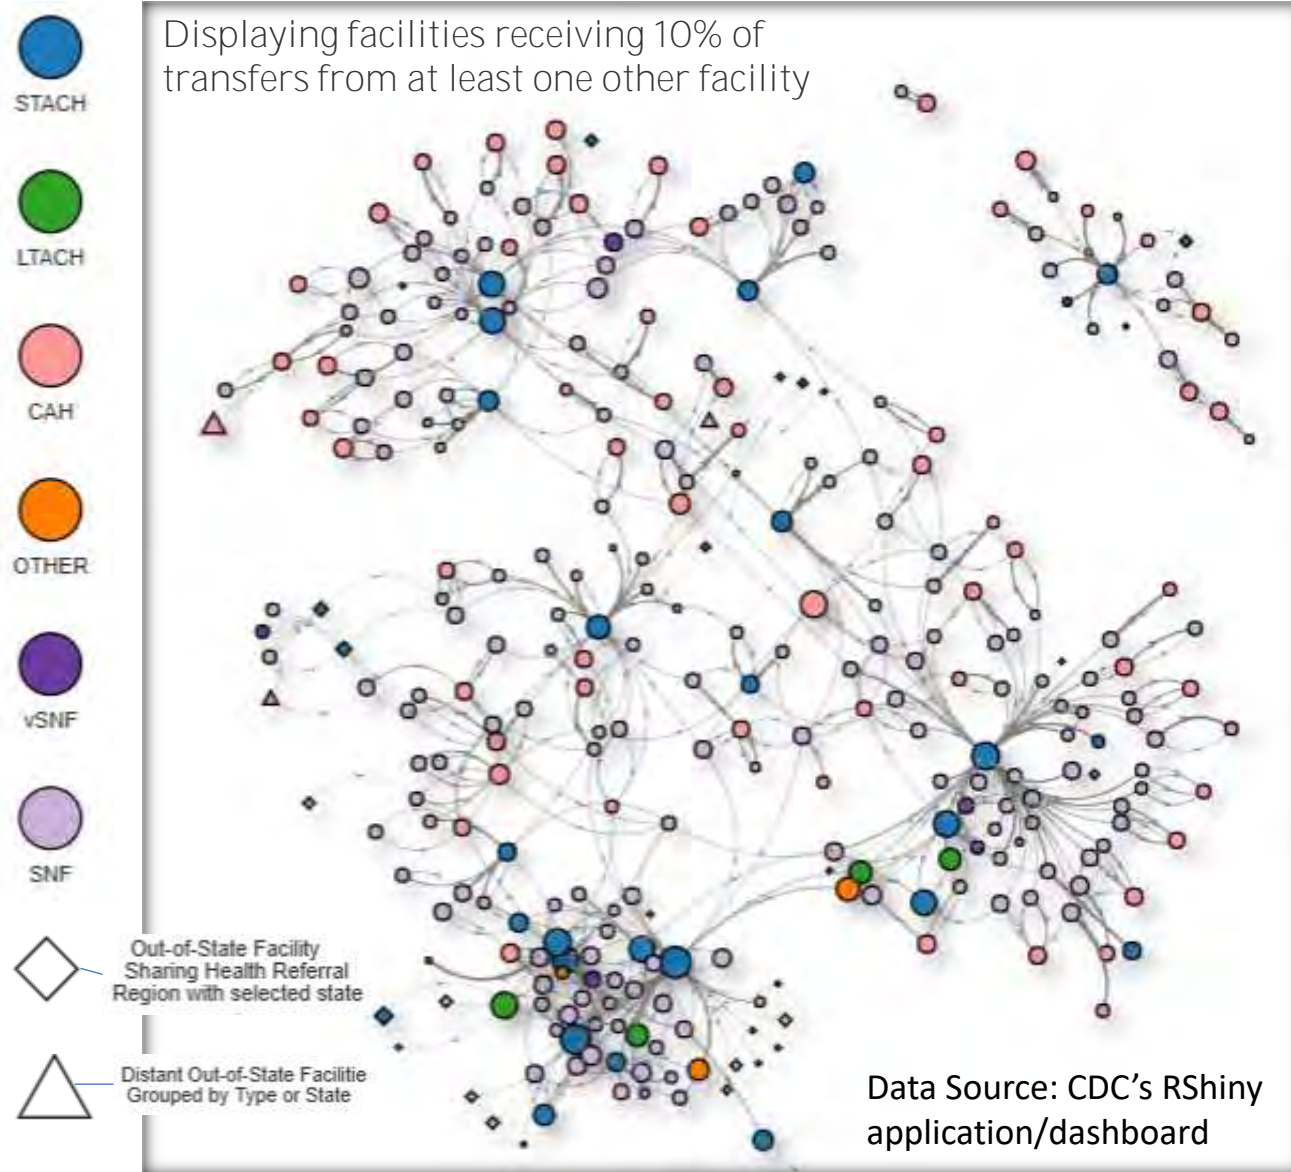 Displaying facilities receiving 10% of
transfers from at least one other facility
STACH
LTACH
CAH
OTHER
vSNF
SNF
Out-of-State Facility
Sharing Health Referral
Region with selected state
Distant Out-of-State Facilitie
Grouped by Type or State
Data Source: CDC’s RShiny
application/dashboard